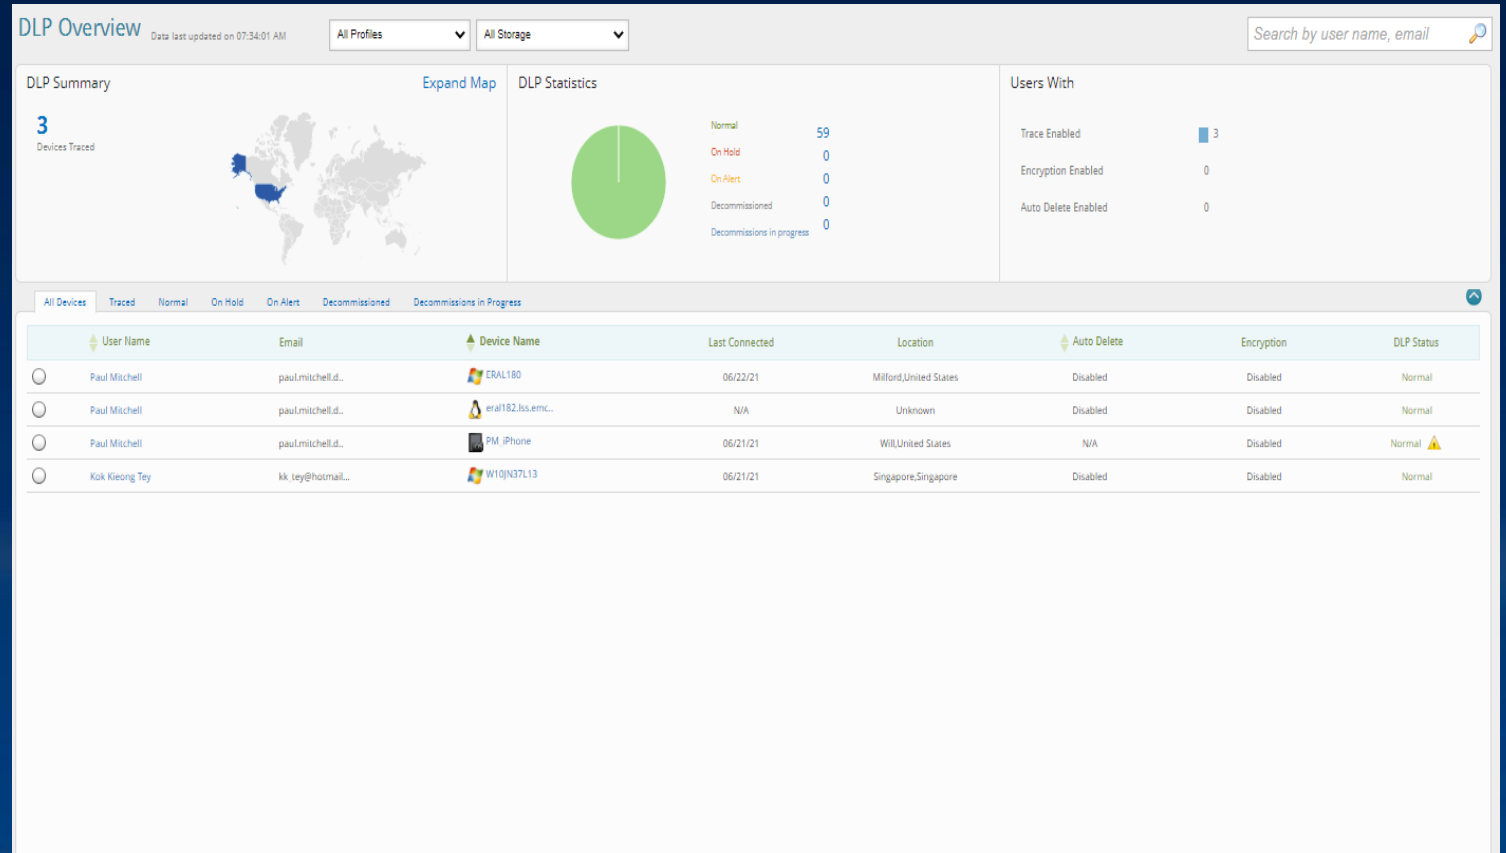 DLP Overview Data last updated on 07:34:01 AM All Profiles All Storage Search by user name, email
DLP Summary Expand Map DLP Statistics Users With
3
Devices Traced
Normal 59
On Hold 0
On Alert 0
Decommissioned 0
Decommissions in progress 0
Trace Enabled 3
Encryption Enabled 0
Auto Delete Enabled 0
All Devices Traced Normal On Hold On Alert Decommissioned Decommissions in Progress
User Name Email Device Name Last Connected Location Auto Delete Encryption DLP Status
Paul Mitchell paul.mitchell.d.. ERAL180 06/22/21 Milford,United States Disabled Disabled Normal
Paul Mitchell paul.mitchell.d.. eral182.lss.emc.. N/A Unknown Disabled Disabled Normal
Paul Mitchell paul.mitchell.d.. PM_iPhone 06/21/21 Will,United States N/A Disabled Normal
Kok Kieong Tey kk_tey@hotmail... W10JN37L13 06/21/21 Singapore,Singapore Disabled Disabled Normal